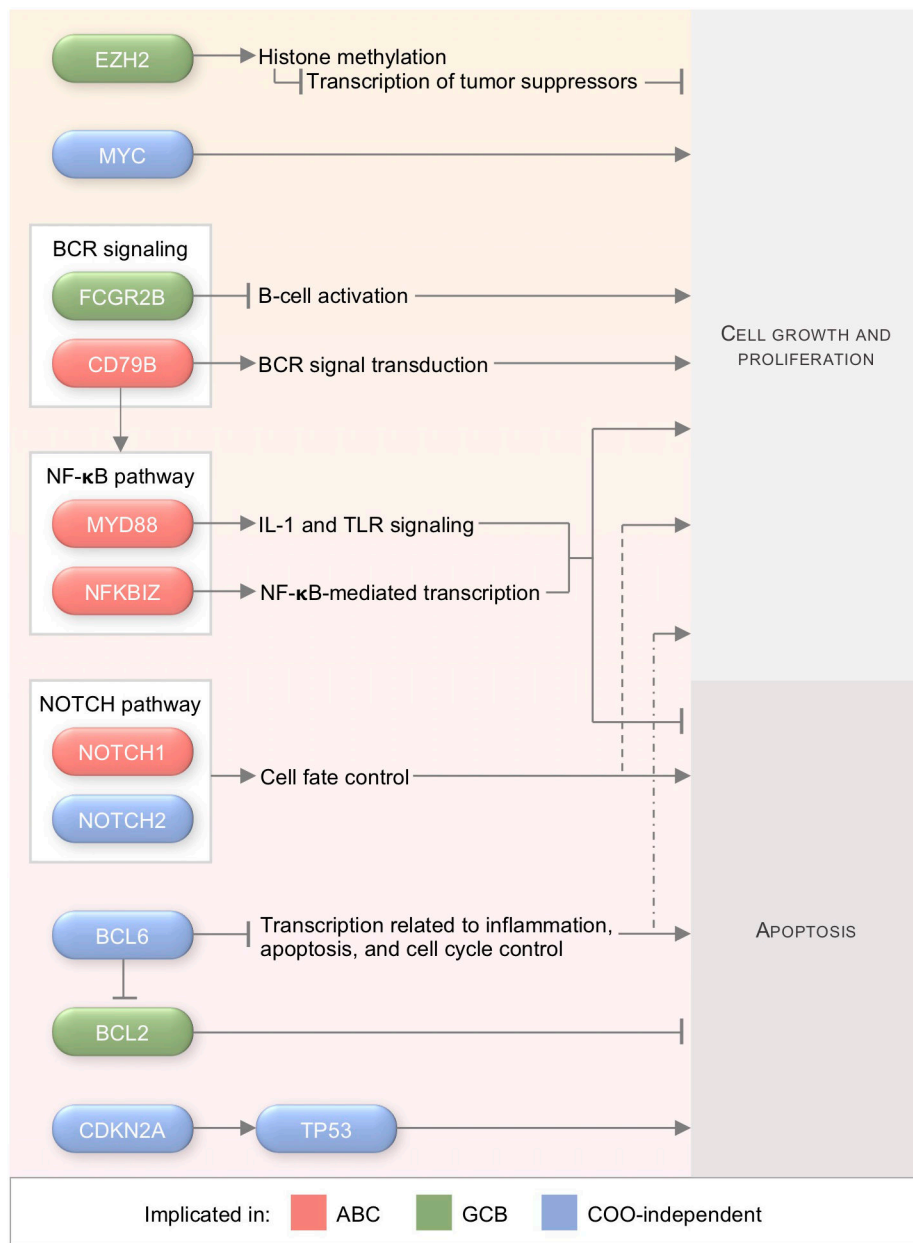 EZH2
Histone methylation
Transcription of tumor suppressors
MYC
BCR signaling
FCGR2B
B-cell activation
CD79B
BCR signal transduction
CELL GROWTH AND
PROLIFERATION
NF-κB pathway
MYD88
IL-1 and TLR signaling
NFKBIZ
NF-κB-mediated transcription
NOTCH pathway
NOTCH1
Cell fate control
NOTCH2
BCL6
Transcription related to inflammation,
apoptosis, and cell cycle control
APOPTOSIS
BCL2
CDKN2A
TP53
Implicated in: ABC GCB COO-independent